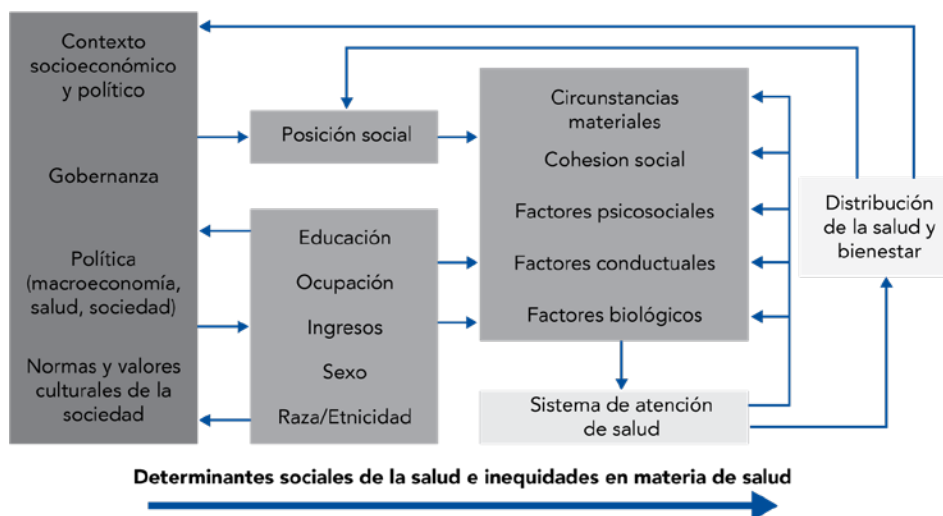 Contexto
socioeconómico
y político
Gobernanza
Política
(macroeconomía,
salud, sociedad)
Normas y valores
culturales de la
sociedad
Posición social
Educación
Ocupación
Ingresos
Sexo
Raza/Etnicidad
Circunstancias
materiales
Cohesion social
Factores psicosociales
Factores conductuales
Factores biológicos
Sistema de atención
de salud
Distribución
de la salud y
bienestar
Determinantes sociales de la salud e inequidades en materia de salud